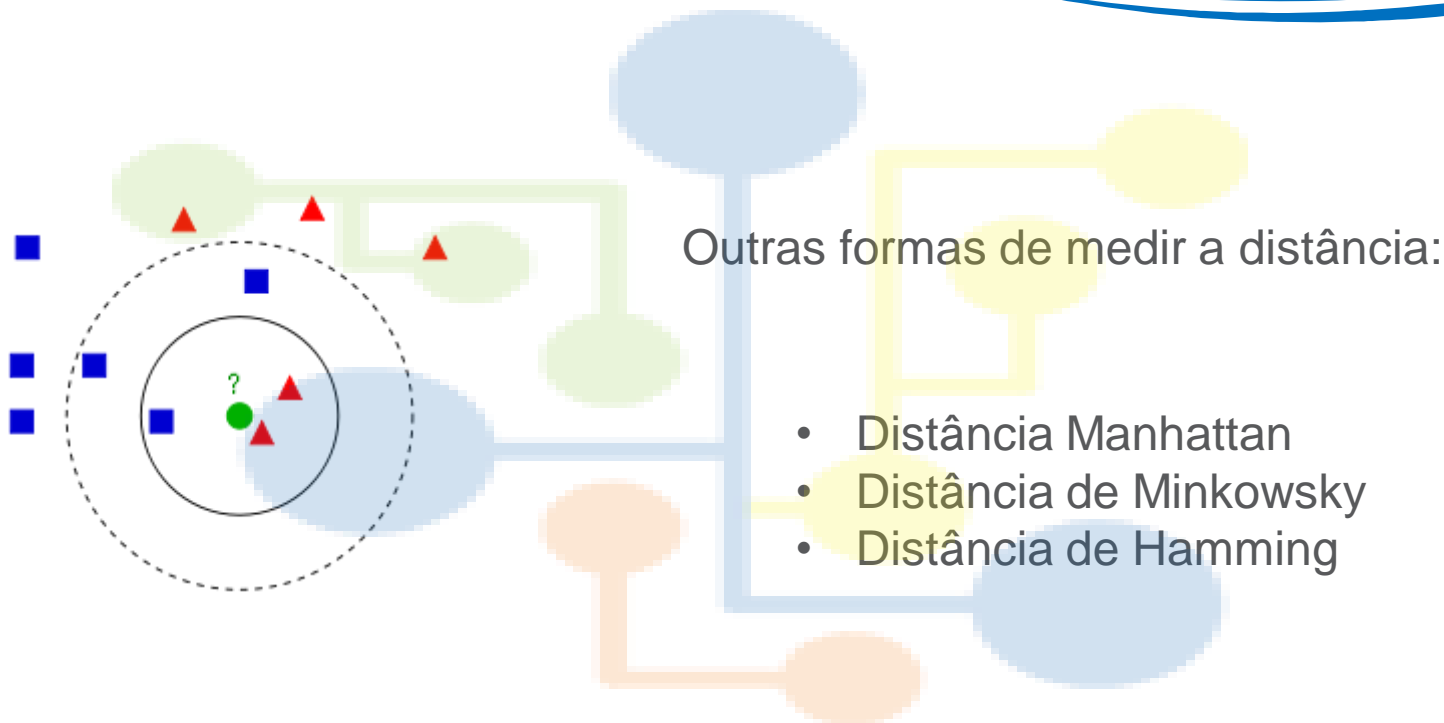 Outras formas de medir a distância:
?
• Distância Manhattan
• Distância de Minkowsky
• Distância de Hamming